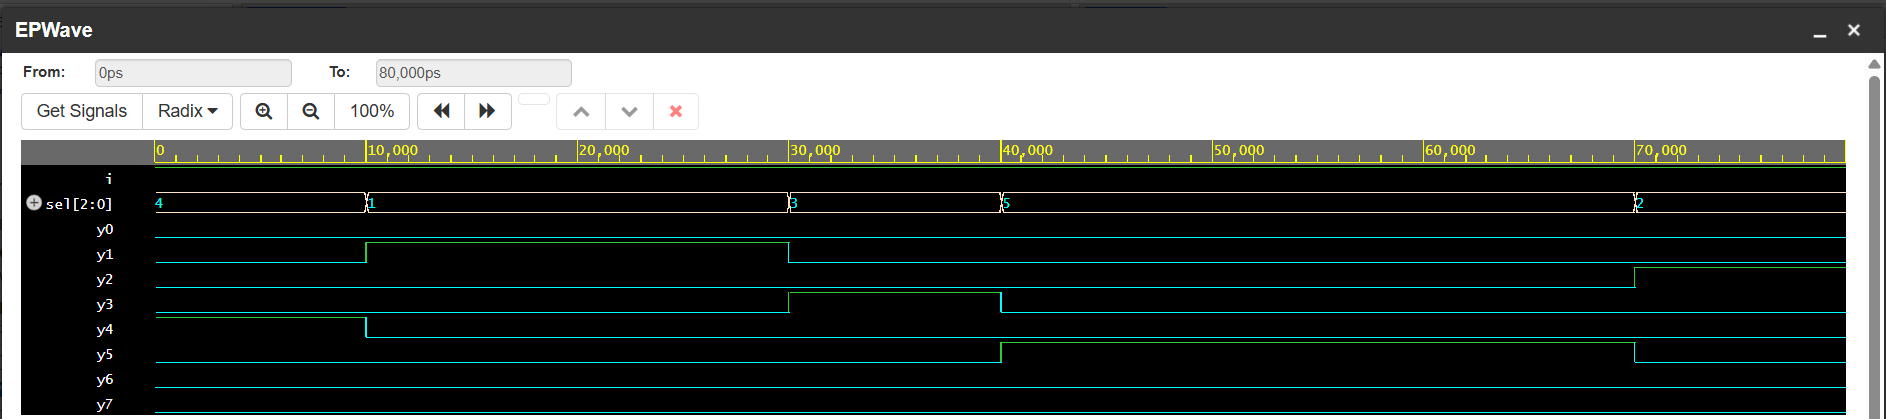 EPWave
From: 0ps To: 80,000ps
Get Signals Radix 100%
0 10,000 20,000 30,000 40,000 50,000 60,000 70,000
i
sel[2:0] 4 1 3 5 2
y0
y1
y2
y3
y4
y5
y6
y7